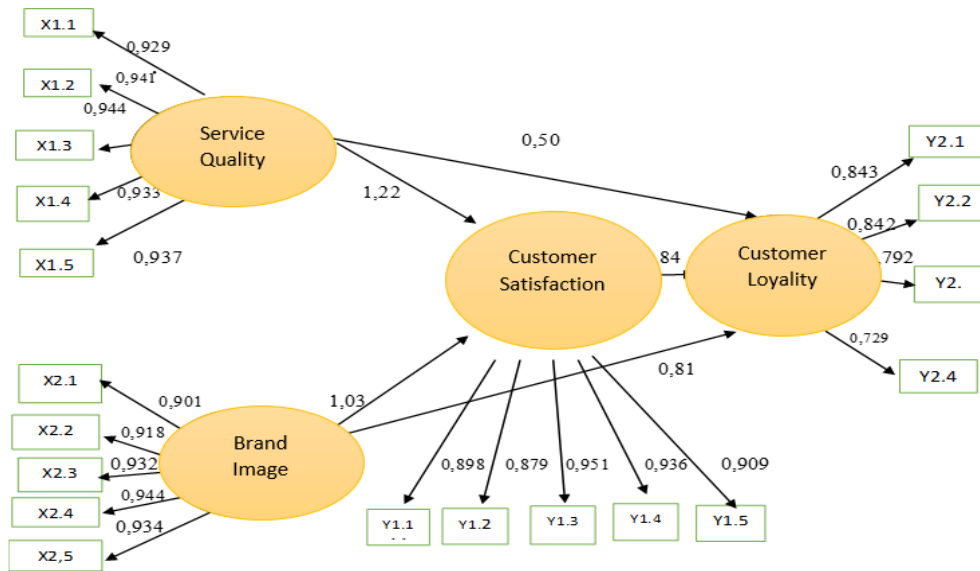 X1.1
0,929
X1.2
0,941
0,944
X1.3
X1.4
0,933
X1.5
0,937
Service
Quality
0,50
1,22
Customer
Satisfaction
84
Customer
Loyality
Y2.1
0,843
Y2.2
0,842
,792
Y2.
0,729
Y2.4
X2.1
0,901
X2.2
0,918
X2.3
0,932
X2.4
0,944
X2,5
0,934
Brand
Image
1,03
0,81
0,898
0,879
0,951
0,936
0,909
Y1.1
Y1.2
Y1.3
Y1.4
Y1.5